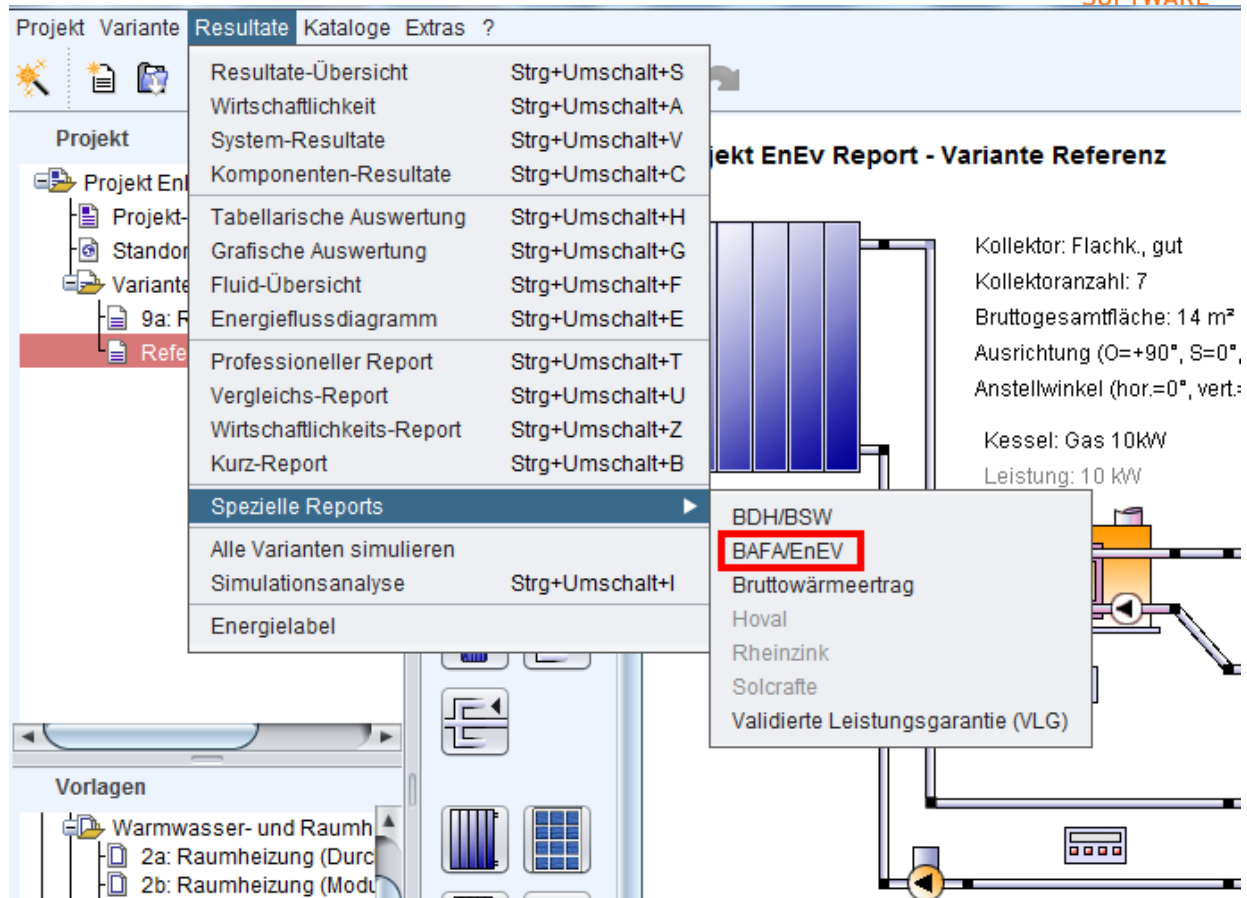 SOFTWARE
Projekt Variante Resultate Kataloge Extras ?
Resultate-Übersicht Strg+Umschalt+S
Wirtschaftlichkeit Strg+Umschalt+A
System-Resultate Strg+Umschalt+V
Komponenten-Resultate Strg+Umschalt+C
Tabellarische Auswertung Strg+Umschalt+H
Grafische Auswertung Strg+Umschalt+G
Fluid-Übersicht Strg+Umschalt+F
Energieflussdiagramm Strg+Umschalt+E
Professioneller Report Strg+Umschalt+T
Vergleichs-Report Strg+Umschalt+U
Wirtschaftlichkeits-Report Strg+Umschalt+Z
Kurz-Report Strg+Umschalt+B
Spezielle Reports
Alle Varianten simulieren
Simulationsanalyse Strg+Umschalt+I
Energielabel
BDH/BSW
BAFA/EnEV
Bruttowärmeertrag
Hoval
Rheinzink
Solcrafte
Validierte Leistungsgarantie (VLG)
Projekt
Projekt En
Projekt-
Standor
Variante
9a: R
Refe
jekt EnEv Report - Variante Referenz
Kollektor: Flachk., gut
Kollektoranzahl: 7
Bruttogesamtfläche: 14 m²
Ausrichtung (O=+90°, S=0°,
Anstellwinkel (hor.=0°, vert.=
Kessel: Gas 10kW
Leistung: 10 kW
Vorlagen
Warmwasser- und Raumh
2a: Raumheizung (Durc
2b: Raumheizung (Modu